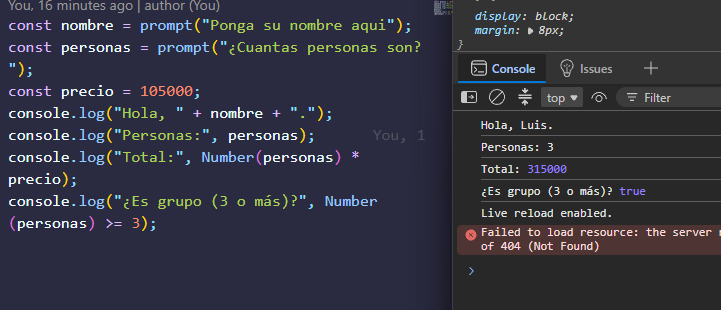 You, 16 minutes ago | author (You)
const nombre = prompt("Ponga su nombre aqui");
const personas = prompt("¿Cuantas personas son?
");
const precio = 105000;
console.log("Hola, " + nombre + ".");
console.log("Personas:", personas); You, 1
console.log("Total:", Number(personas) *
precio);
console.log("¿Es grupo (3 o más)?", Number
(personas) >= 3);
display: block;
margin: ▶ 8px;
}
Console
Issues
top
Filter
Hola, Luis.
Personas: 3
Total: 315000
¿Es grupo (3 o más)? true
Live reload enabled.
Failed to load resource: the server
of 404 (Not Found)
>